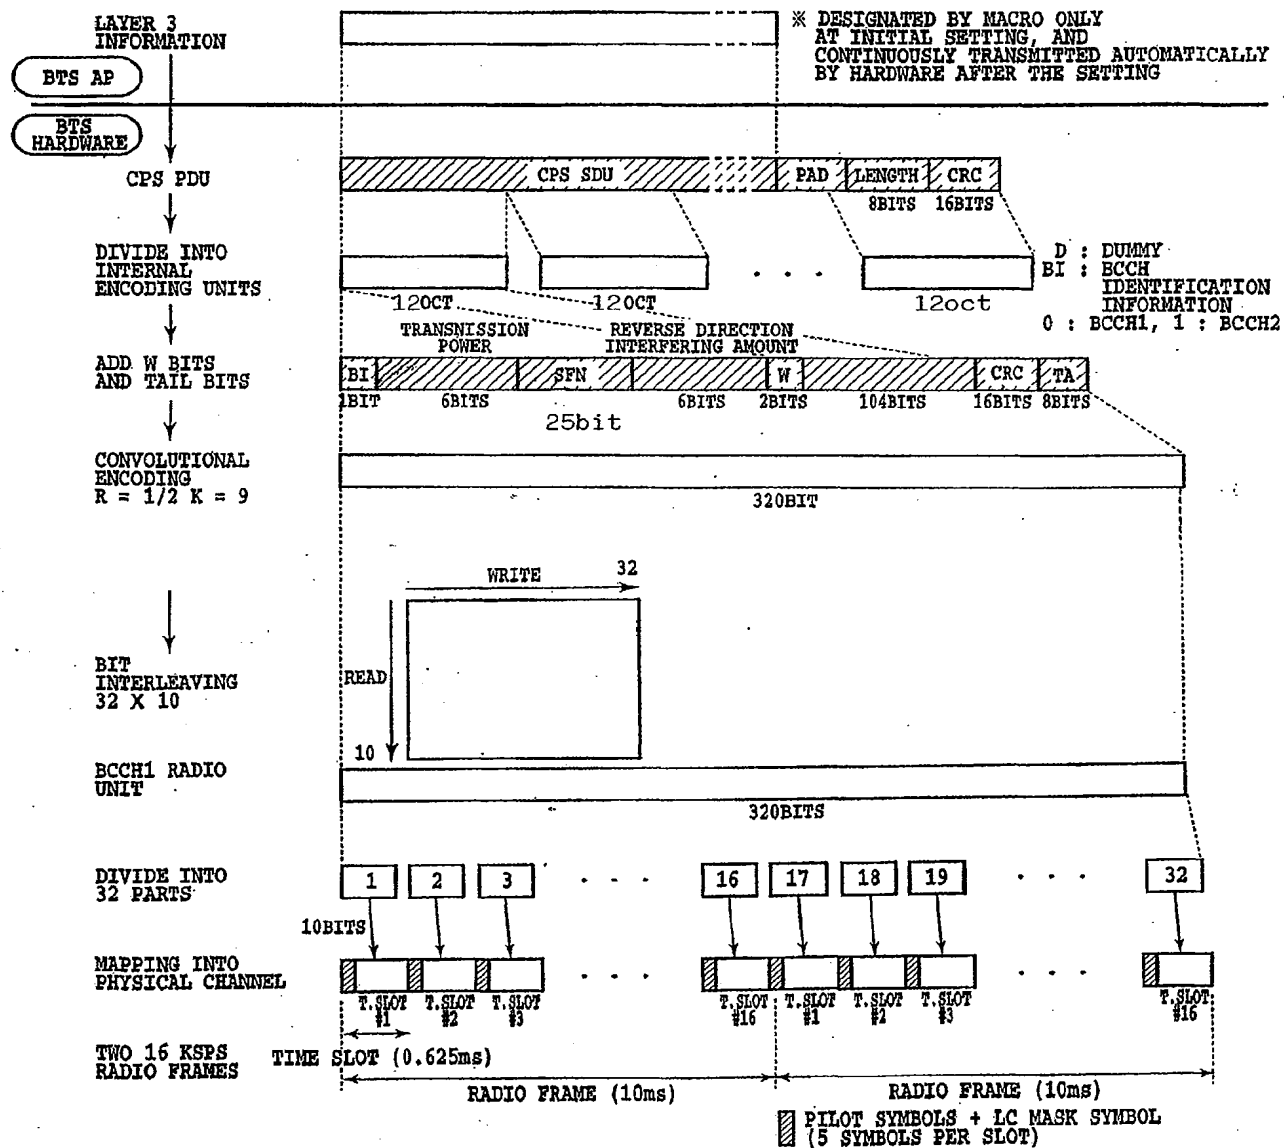 LAYER 3
INFORMATION
※ DESIGNATED BY MACRO ONLY
AT INITIAL SETTING, AND
CONTINUOUSLY TRANSMITTED AUTOMATICALLY
BY HARDWARE AFTER THE SETTING
BTS AP
BTS
HARDWARE
CPS PDU
CPS SDU PAD LENGTH CRC
8BITS 16BITS
DIVIDE INTO
INTERNAL
ENCODING UNITS
12OCT 12OCT . . . 12oct
D : DUMMY
BI : BCCH
IDENTIFICATION
INFORMATION
0 : BCCH1, 1 : BCCH2
TRANSMISSION
POWER
REVERSE DIRECTION
INTERFERING AMOUNT
ADD W BITS
AND TAIL BITS
BI SFN W CRC TA
1BIT 6BITS 6BITS 2BITS 104BITS 16BITS 8BITS
25bit
CONVOLUTIONAL
ENCODING
R = 1/2 K = 9
320BIT
WRITE 32
READ
10
BIT
INTERLEAVING
32 X 10
BCCH1 RADIO
UNIT
320BITS
DIVIDE INTO
32 PARTS
1 2 3 . . . 16 17 18 19 . . . 32
10BITS
MAPPING INTO
PHYSICAL CHANNEL
. . . . . .
T.SLOT T.SLOT T.SLOT T.SLOT T.SLOT T.SLOT T.SLOT T.SLOT
#1 #2 #3 #16 #1 #2 #3 #16
TWO 16 KSPS
RADIO FRAMES
TIME SLOT (0.625ms)
RADIO FRAME (10ms) RADIO FRAME (10ms)
PILOT SYMBOLS + LC MASK SYMBOL
(5 SYMBOLS PER SLOT)